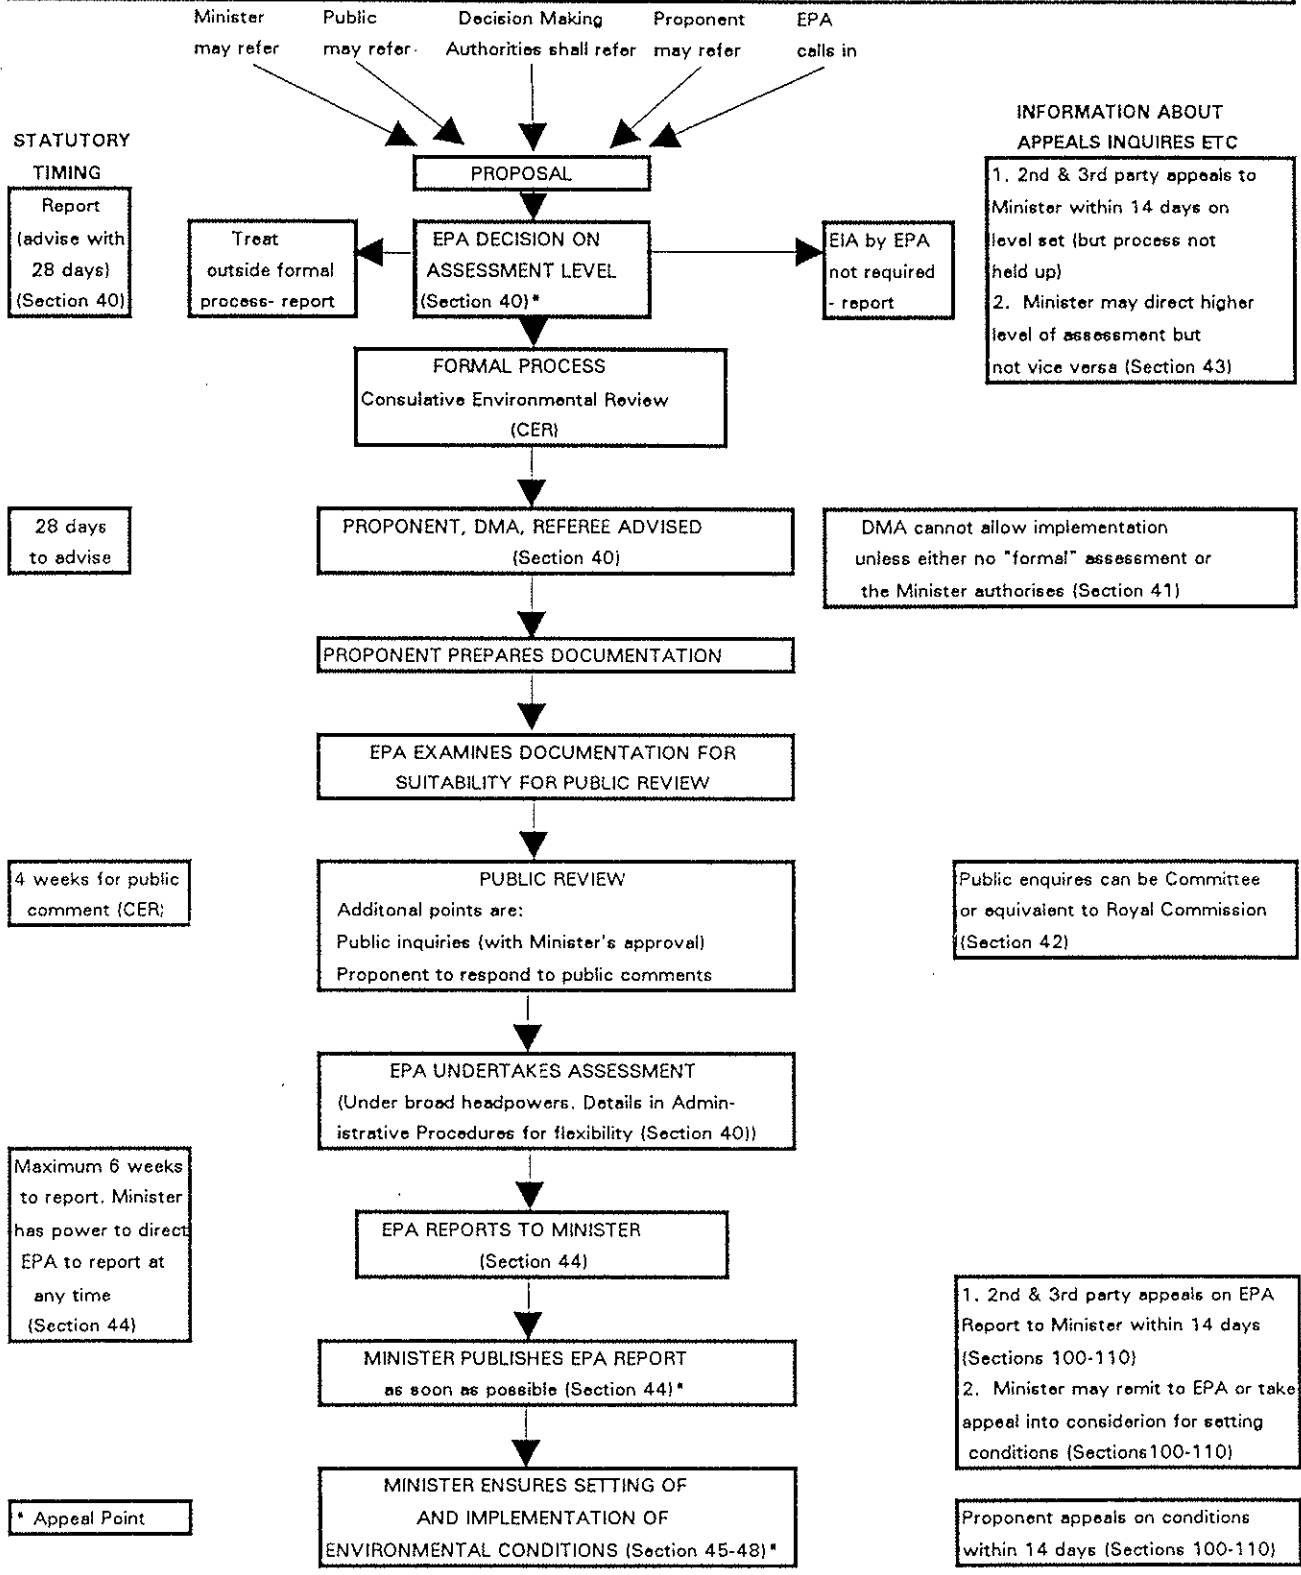 Minister
may refer
Public
may refer
Decision Making
Authorities shall refer
Proponent
may refer
EPA
calls in
STATUTORY
TIMING
INFORMATION ABOUT
APPEALS INQUIRES ETC
PROPOSAL
Report
(advise with
28 days)
(Section 40)
Treat
outside formal
process- report
EPA DECISION ON
ASSESSMENT LEVEL
(Section 40)*
EIA by EPA
not required
- report
1. 2nd & 3rd party appeals to
Minister within 14 days on
level set (but process not
held up)
2. Minister may direct higher
level of assessment but
not vice versa (Section 43)
FORMAL PROCESS
Consulative Environmental Review
(CER)
28 days
to advise
PROPONENT, DMA, REFEREE ADVISED
(Section 40)
DMA cannot allow implementation
unless either no "formal" assessment or
the Minister authorises (Section 41)
PROPONENT PREPARES DOCUMENTATION
EPA EXAMINES DOCUMENTATION FOR
SUITABILITY FOR PUBLIC REVIEW
4 weeks for public
comment (CER)
PUBLIC REVIEW
Additonal points are:
Public inquiries (with Minister's approval)
Proponent to respond to public comments
Public enquires can be Committee
or equivalent to Royal Commission
(Section 42)
EPA UNDERTAKES ASSESSMENT
(Under broad headpowers. Details in Admin-
istrative Procedures for flexibility (Section 40))
Maximum 6 weeks
to report. Minister
has power to direct
EPA to report at
any time
(Section 44)
EPA REPORTS TO MINISTER
(Section 44)
MINISTER PUBLISHES EPA REPORT
as soon as possible (Section 44)*
1. 2nd & 3rd party appeals on EPA
Report to Minister within 14 days
(Sections 100-110)
2. Minister may remit to EPA or take
appeal into considerion for setting
conditions (Sections100-110)
MINISTER ENSURES SETTING OF
AND IMPLEMENTATION OF
ENVIRONMENTAL CONDITIONS (Section 45-48)*
* Appeal Point
Proponent appeals on conditions
within 14 days (Sections 100-110)